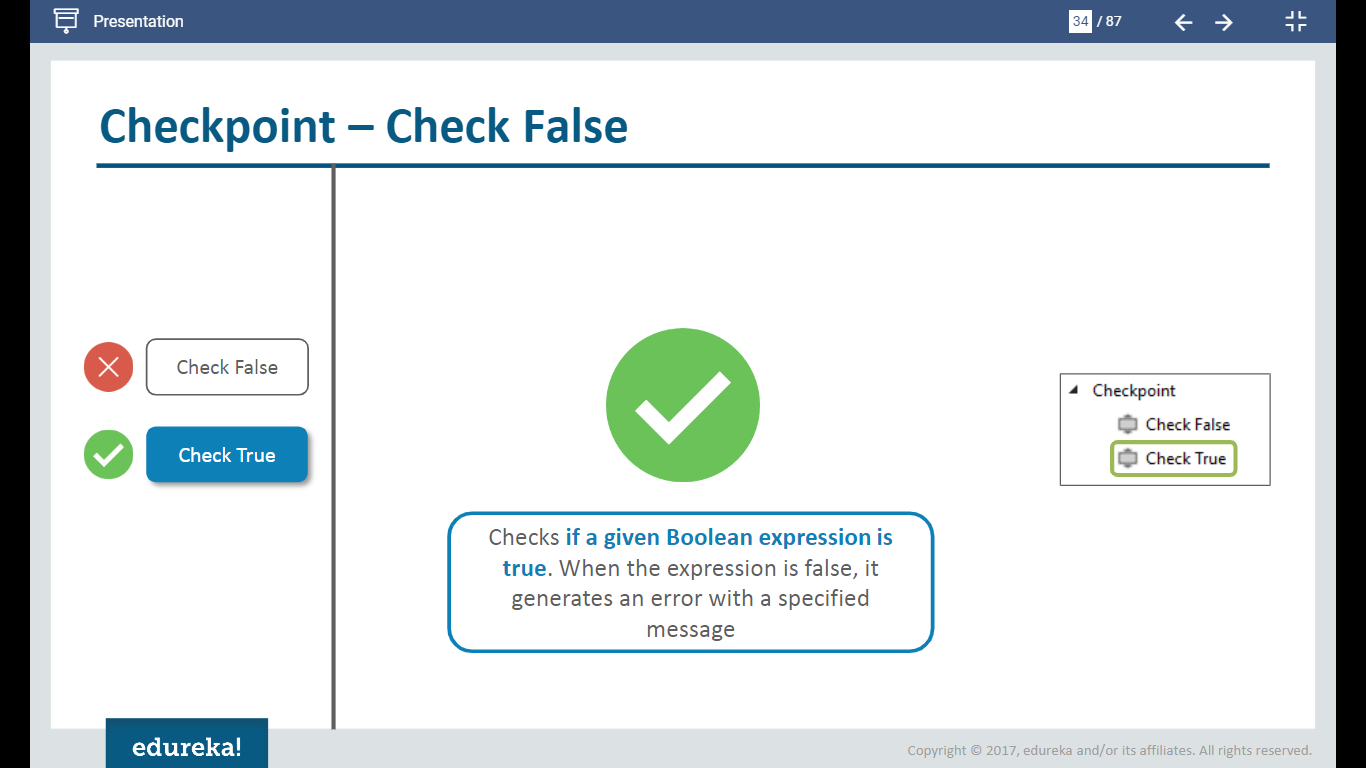 Presentation
34 / 87
Checkpoint – Check False
Check False
Check True
Checks if a given Boolean expression is
true. When the expression is false, it
generates an error with a specified
message
Checkpoint
Check False
Check True
edureka!
Copyright © 2017, edureka and/or its affiliates. All rights reserved.